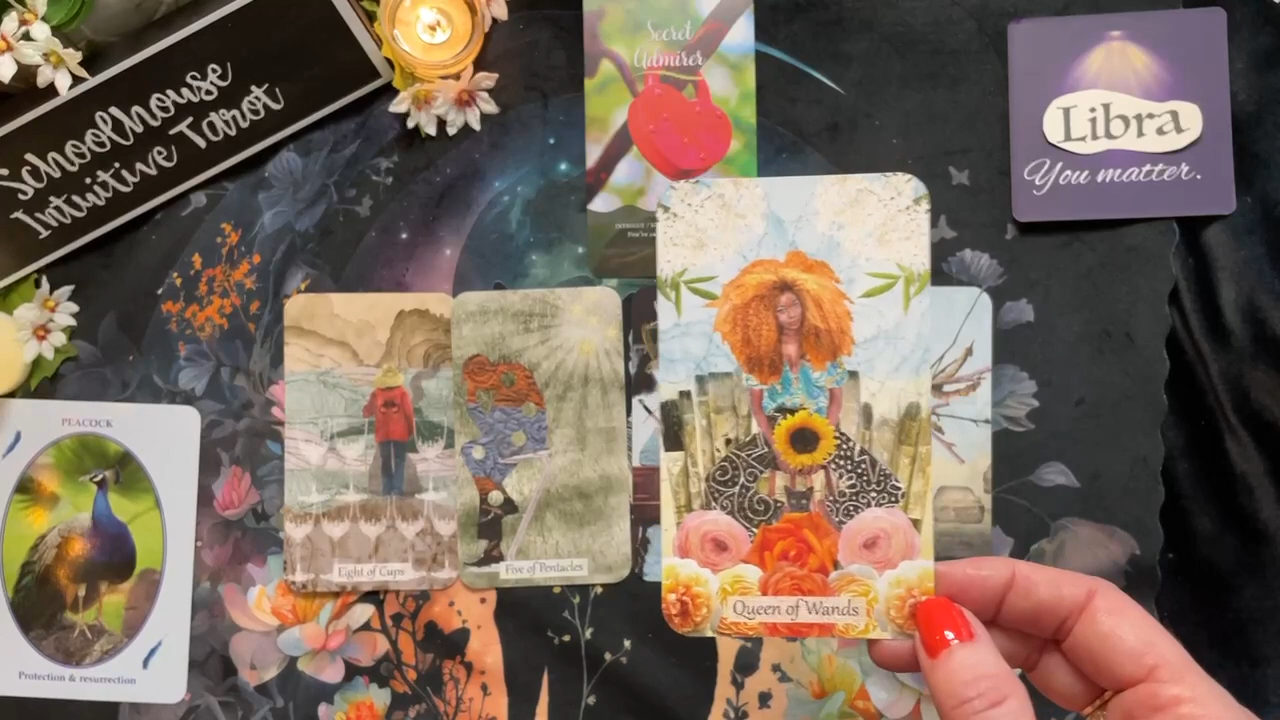 Schoolhouse
Intuitive Tarot
Secret
Admirer
Libra
You matter.
PEACOCK
Protection & resurrection
Eight of Cups
Five of Pentacles
Queen of Wands